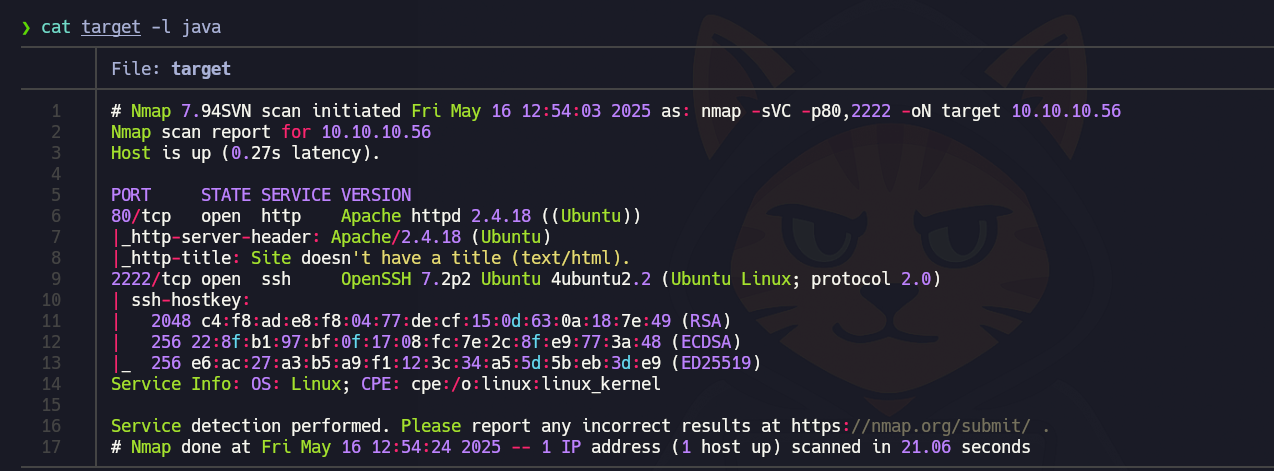 ❯ cat target -l java
File: target
1 # Nmap 7.94SVN scan initiated Fri May 16 12:54:03 2025 as: nmap -sVC -p80,2222 -oN target 10.10.10.56
2 Nmap scan report for 10.10.10.56
3 Host is up (0.27s latency).
4
5 PORT     STATE SERVICE VERSION
6 80/tcp   open  http    Apache httpd 2.4.18 ((Ubuntu))
7 |_http-server-header: Apache/2.4.18 (Ubuntu)
8 |_http-title: Site doesn't have a title (text/html).
9 2222/tcp open  ssh     OpenSSH 7.2p2 Ubuntu 4ubuntu2.2 (Ubuntu Linux; protocol 2.0)
10 | ssh-hostkey:
11 |   2048 c4:f8:ad:e8:f8:04:77:de:cf:15:0d:63:0a:18:7e:49 (RSA)
12 |   256 22:8f:b1:97:bf:0f:17:08:fc:7e:2c:8f:e9:77:3a:48 (ECDSA)
13 |_  256 e6:ac:27:a3:b5:a9:f1:12:3c:34:a5:5d:5b:eb:3d:e9 (ED25519)
14 Service Info: OS: Linux; CPE: cpe:/o:linux:linux_kernel
15
16 Service detection performed. Please report any incorrect results at https://nmap.org/submit/ .
17 # Nmap done at Fri May 16 12:54:24 2025 -- 1 IP address (1 host up) scanned in 21.06 seconds